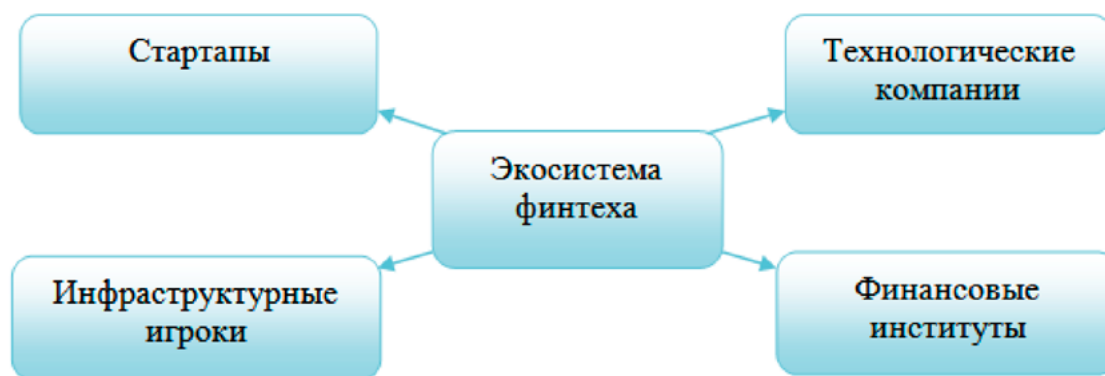 Стартапы
Технологические
компании
Экосистема
финтеха
Инфраструктурные
игроки
Финансовые
институты